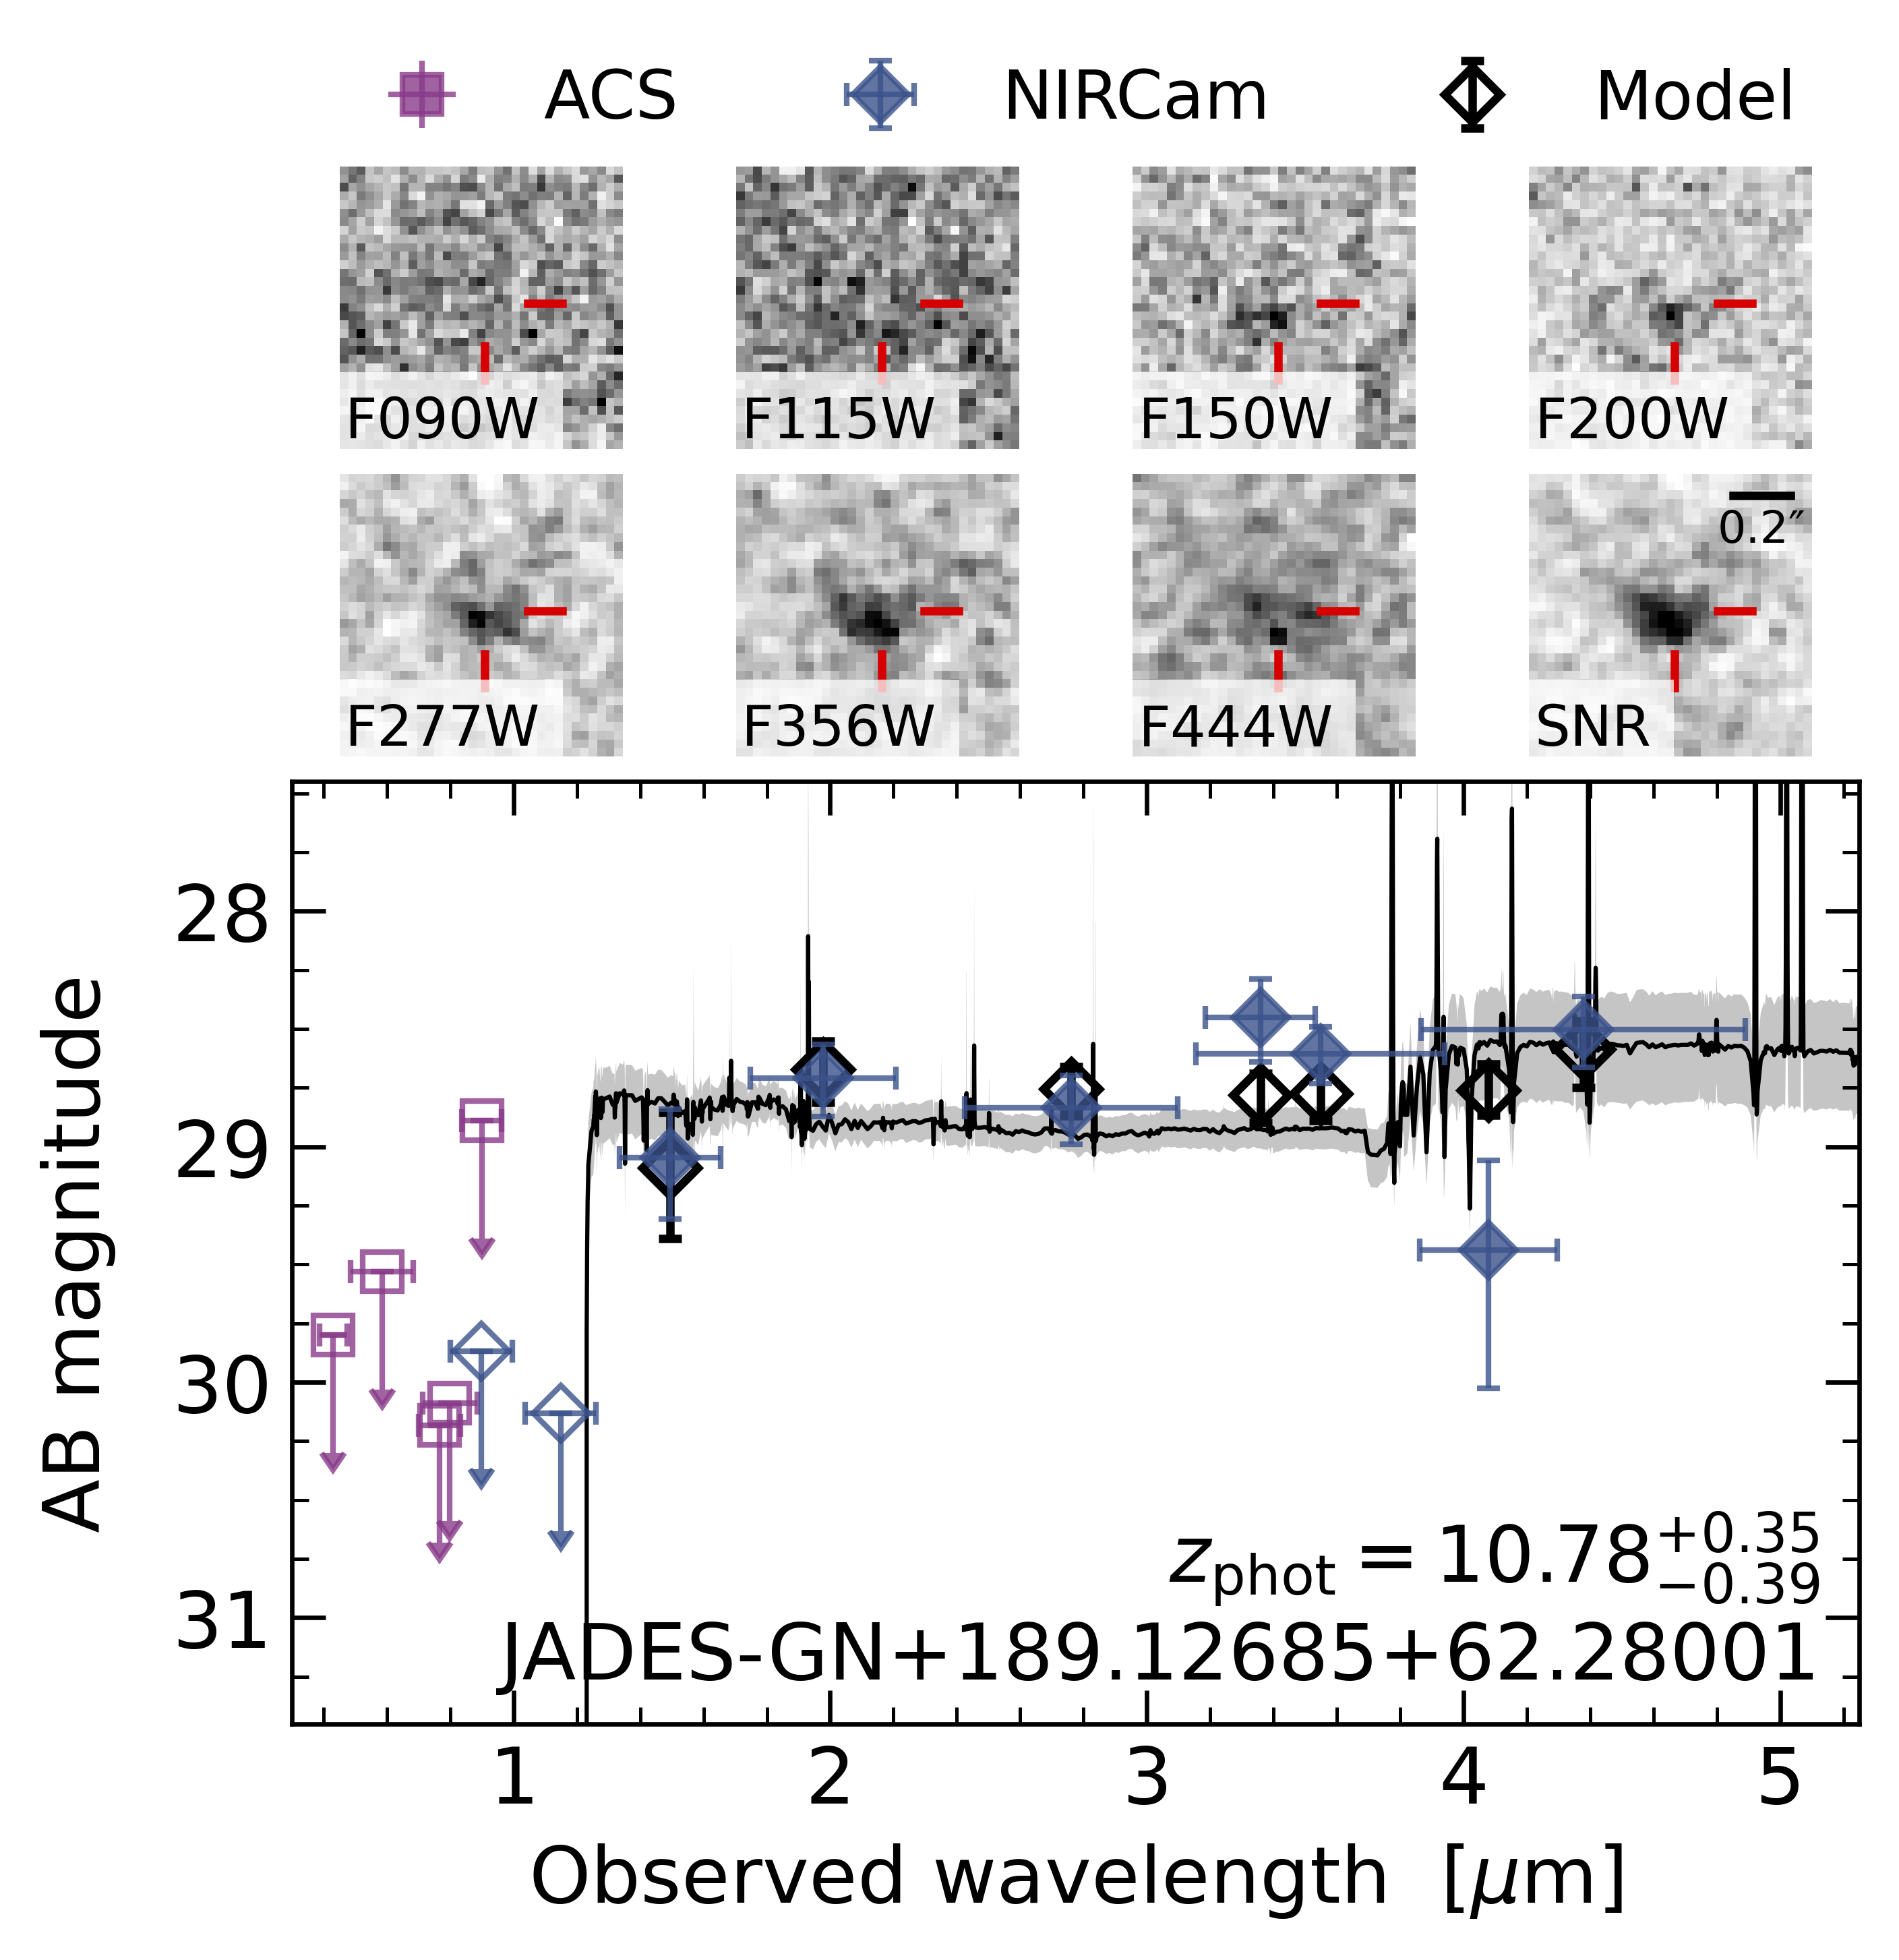 ACS NIRCam Model
F090W F115W F150W F200W
0.2″
F277W F356W F444W SNR
28
29
30
31
AB magnitude
z_phot = 10.78 +0.35 −0.39
JADES-GN+189.12685+62.28001
1 2 3 4 5
Observed wavelength [μm]